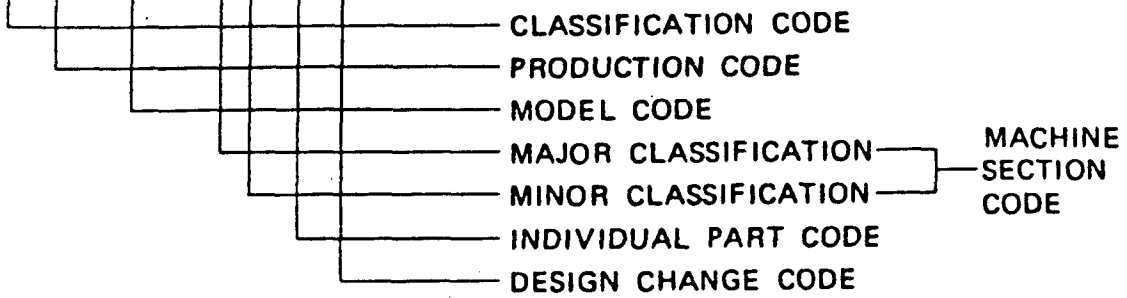 CLASSIFICATION CODE
PRODUCTION CODE
MODEL CODE
MAJOR CLASSIFICATION
MINOR CLASSIFICATION
MACHINE
SECTION
CODE
INDIVIDUAL PART CODE
DESIGN CHANGE CODE